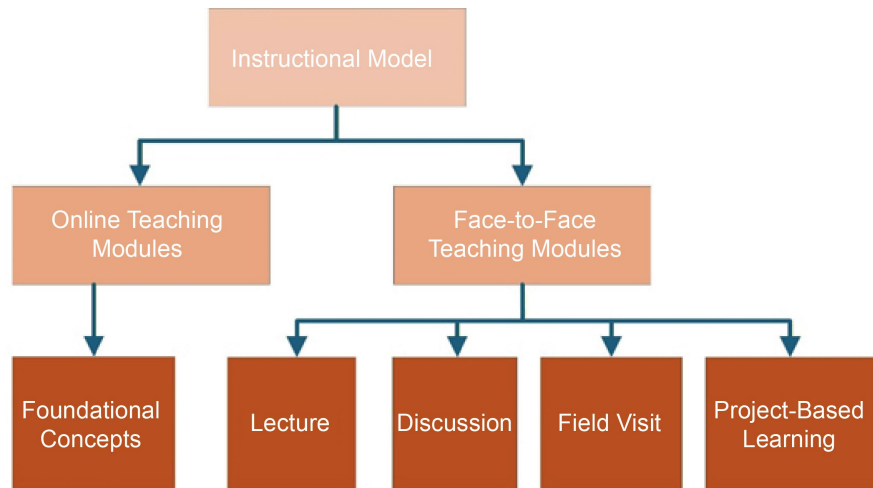 Instructional Model
Online Teaching
Modules
Face-to-Face
Teaching Modules
Foundational
Concepts
Lecture
Discussion
Field Visit
Project-Based
Learning